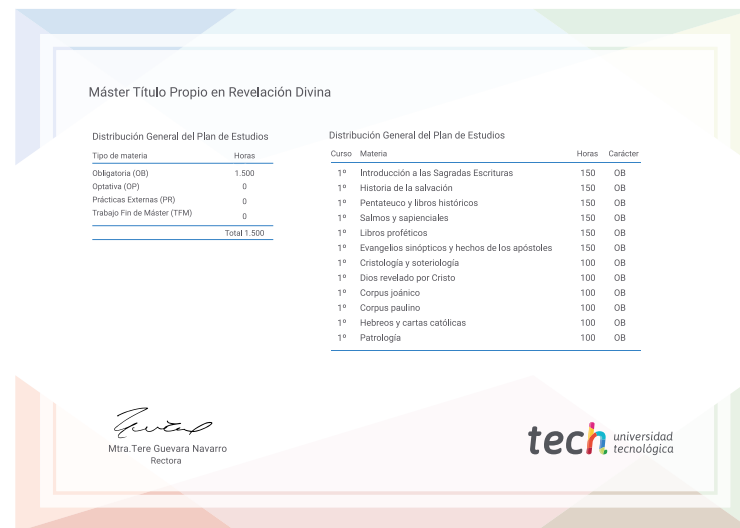 Máster Título Propio en Revelación Divina
Distribución General del Plan de Estudios
Tipo de materia Horas
Obligatoria (OB) 1.500
Optativa (OP) 0
Prácticas Externas (PR) 0
Trabajo Fin de Máster (TFM) 0
Total 1.500
Distribución General del Plan de Estudios
Curso Materia Horas Carácter
1º Introducción a las Sagradas Escrituras 150 OB
1º Historia de la salvación 150 OB
1º Pentateuco y libros históricos 150 OB
1º Salmos y sapienciales 150 OB
1º Libros proféticos 150 OB
1º Evangelios sinópticos y hechos de los apóstoles 150 OB
1º Cristología y soteriología 100 OB
1º Dios revelado por Cristo 100 OB
1º Corpus joánico 100 OB
1º Corpus paulino 100 OB
1º Hebreos y cartas católicas 100 OB
1º Patrología 100 OB
Mtra.Tere Guevara Navarro
Rectora
tech universidad
tecnológica